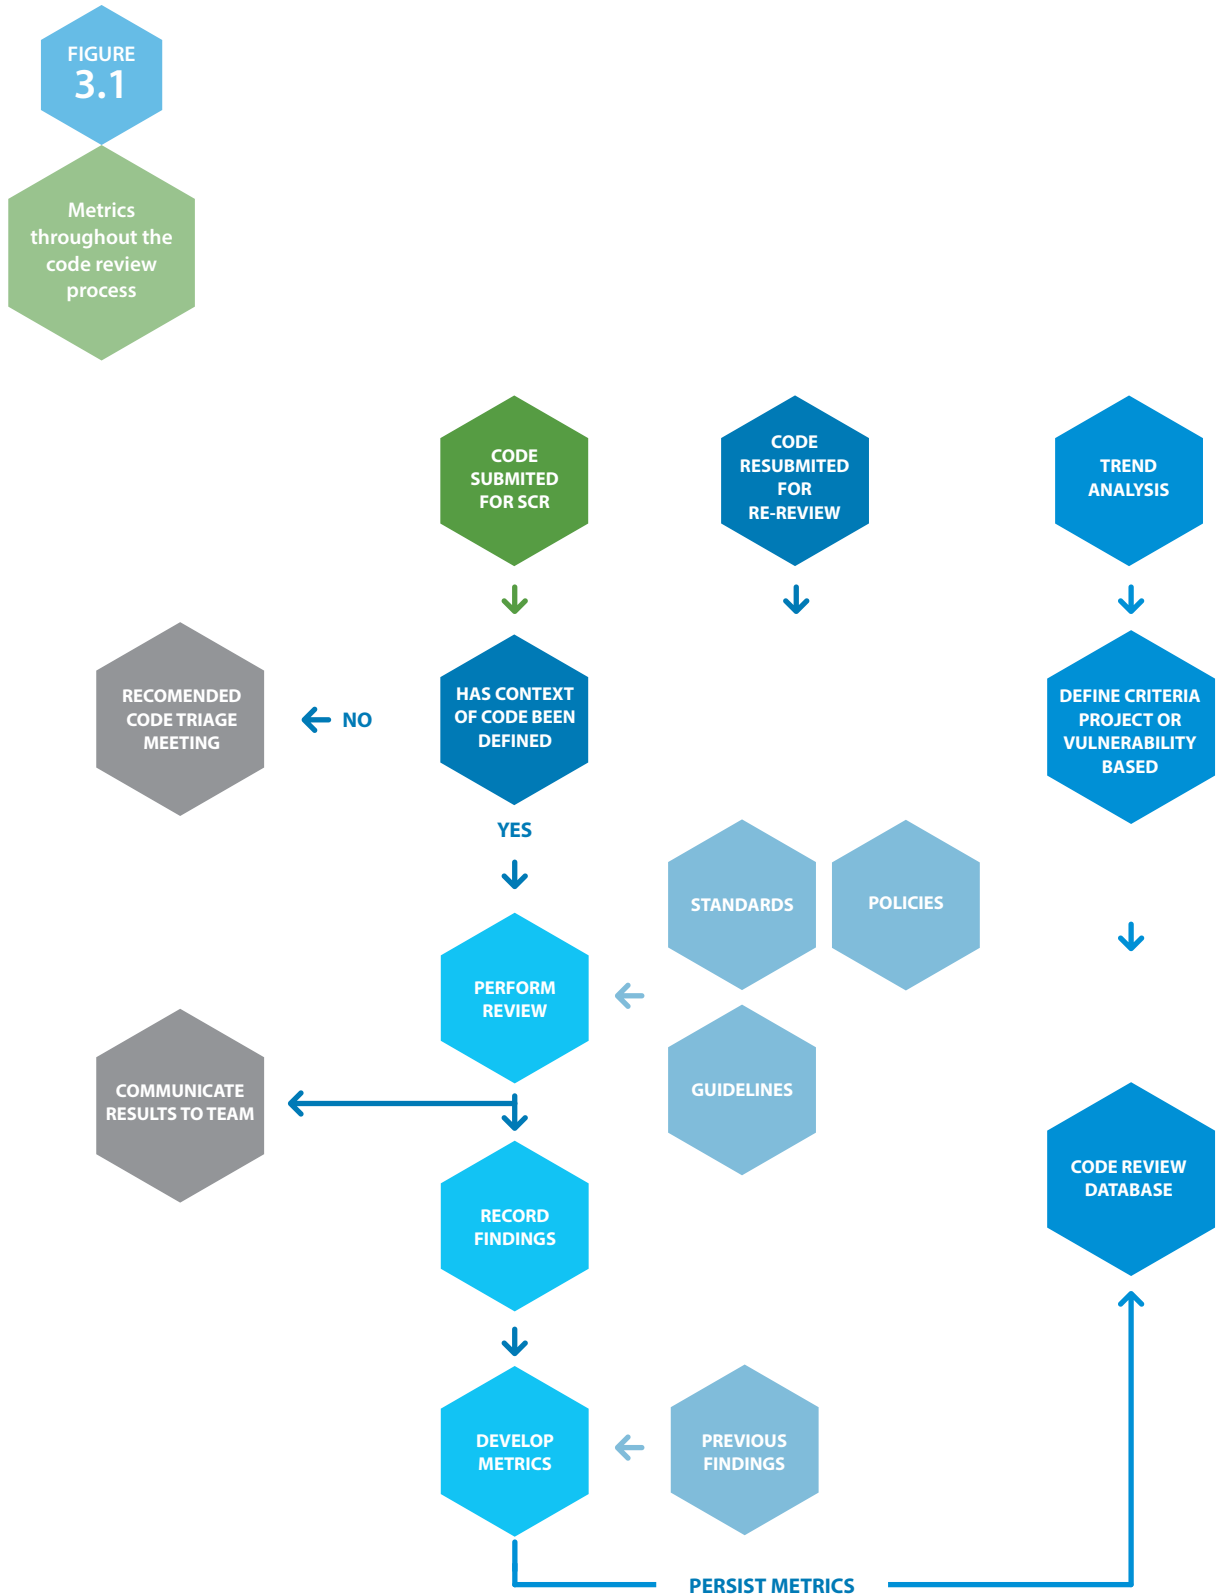 FIGURE
3.1
Metrics
throughout the
code review
process
CODE
SUBMITED
FOR SCR
CODE
RESUBMITED
FOR
RE-REVIEW
TREND
ANALYSIS
RECOMENDED
CODE TRIAGE
MEETING
NO
HAS CONTEXT
OF CODE BEEN
DEFINED
DEFINE CRITERIA
PROJECT OR
VULNERABILITY
BASED
YES
STANDARDS
POLICIES
PERFORM
REVIEW
GUIDELINES
COMMUNICATE
RESULTS TO TEAM
CODE REVIEW
DATABASE
RECORD
FINDINGS
DEVELOP
METRICS
PREVIOUS
FINDINGS
PERSIST METRICS